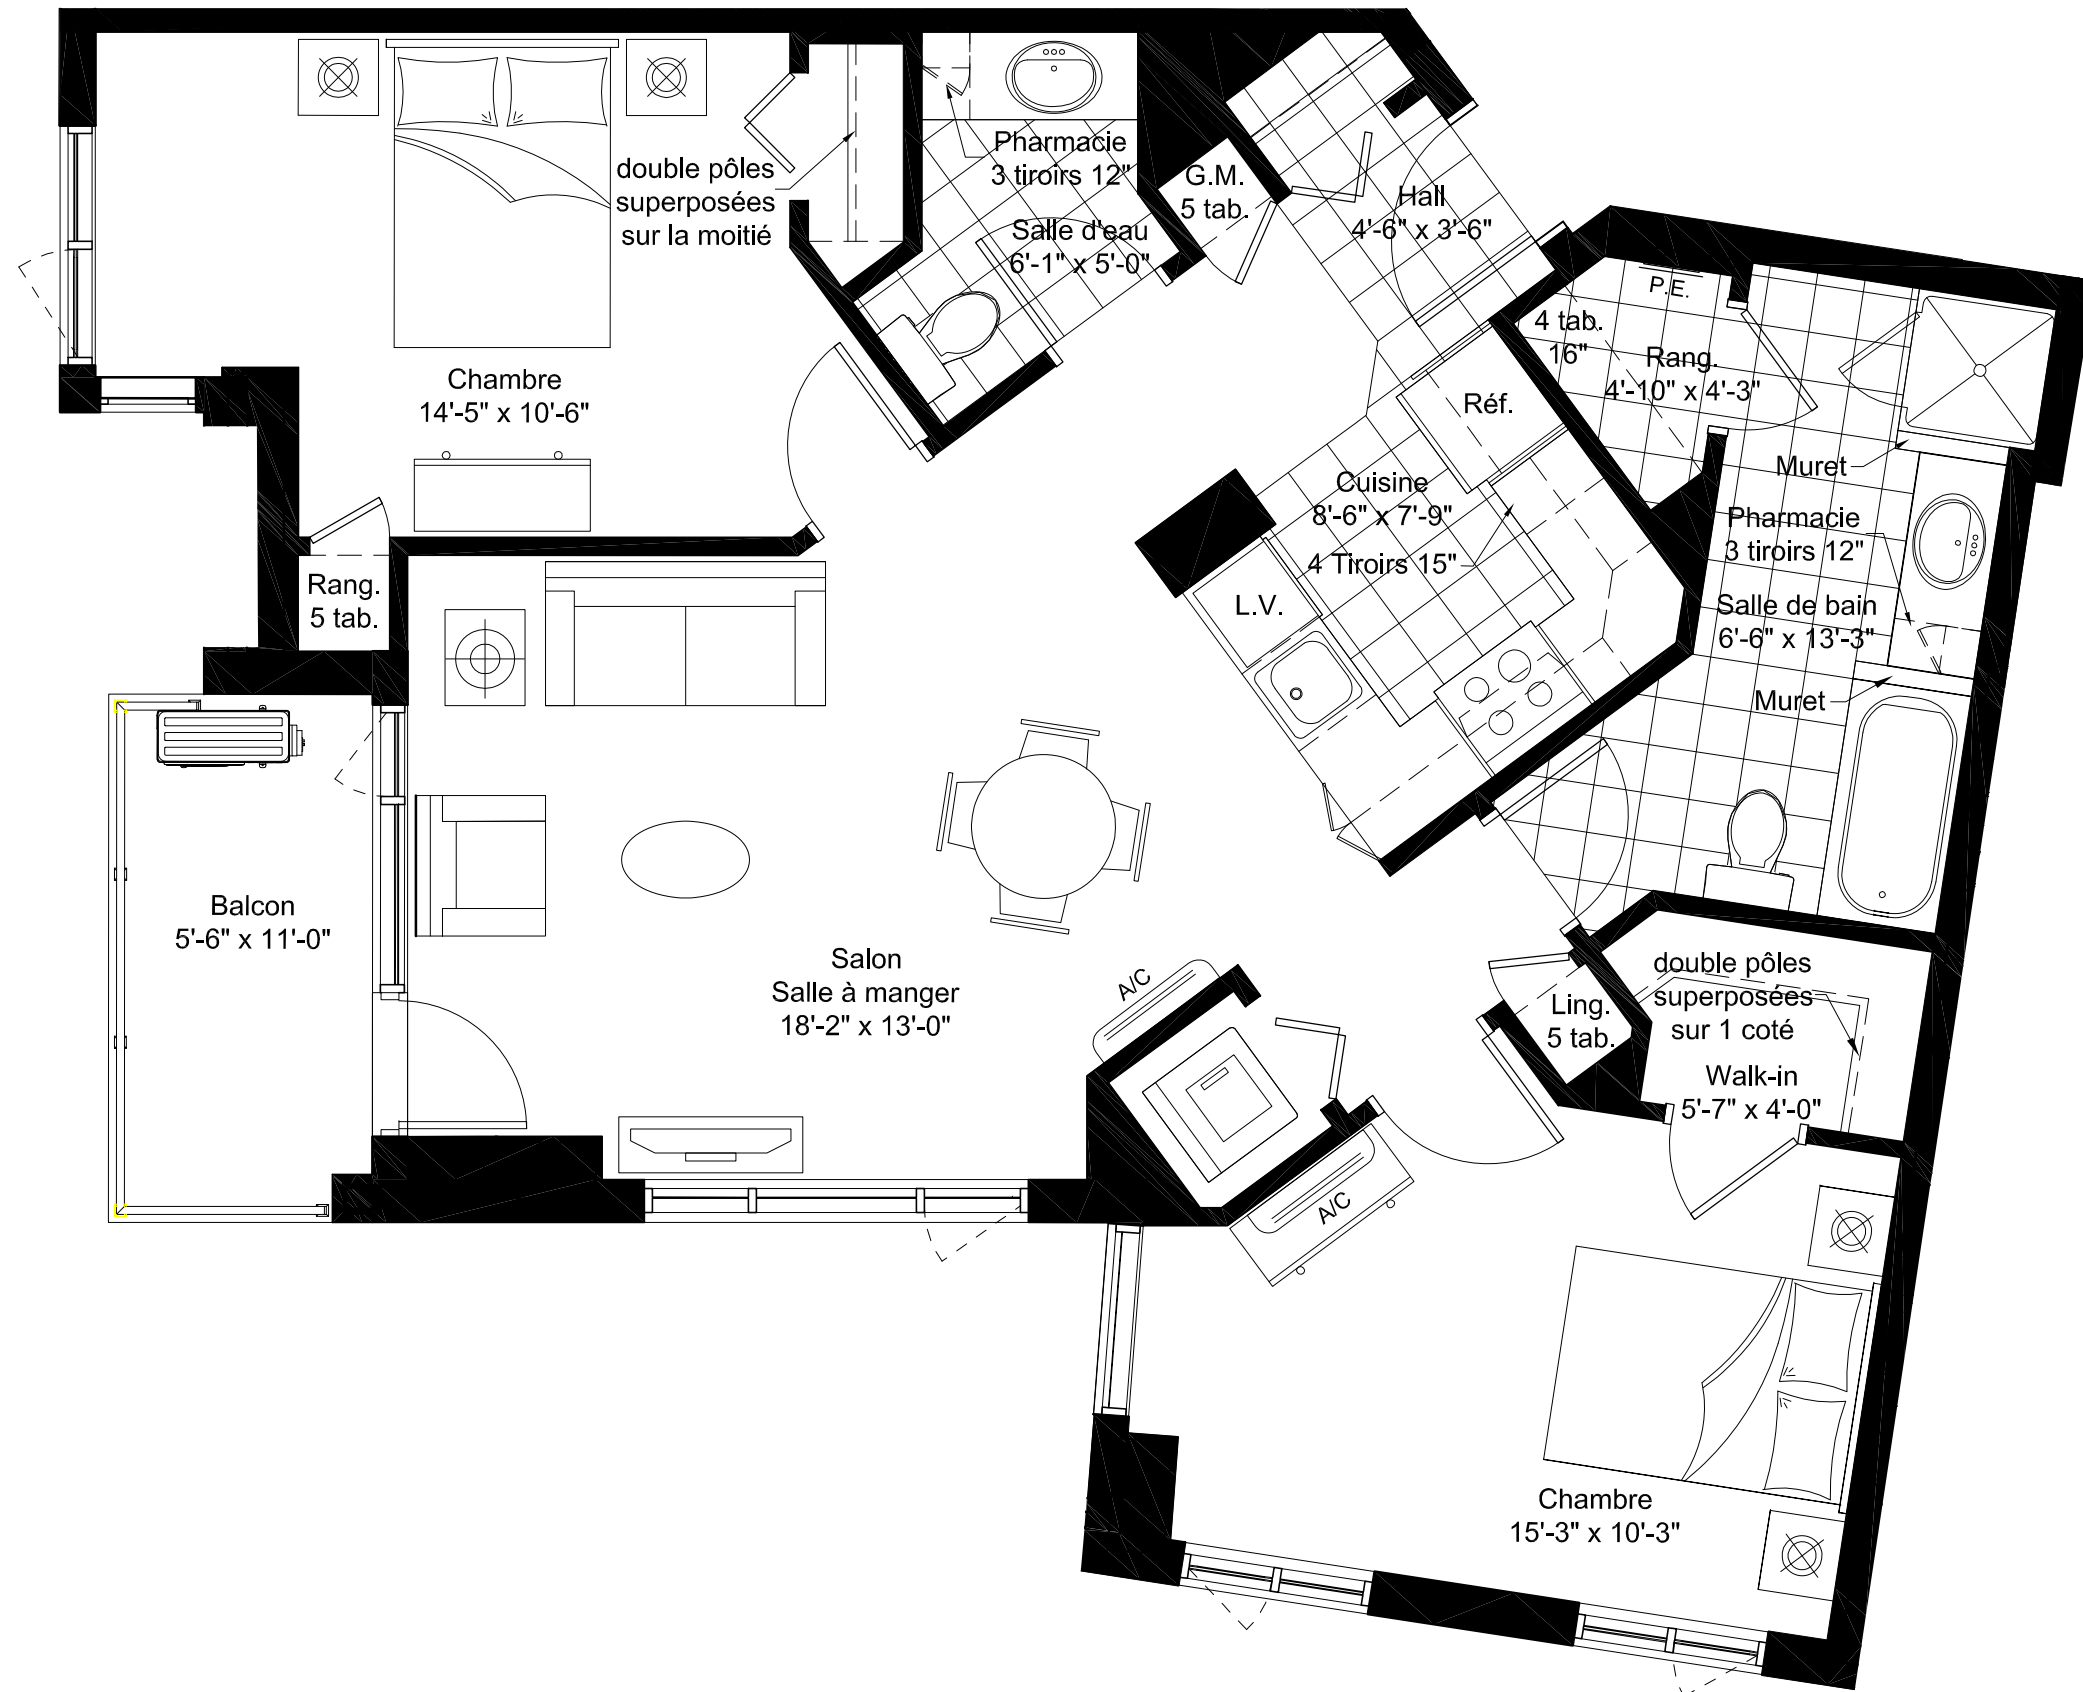 Pharmacie
3 tiroirs 12"
double pôles
superposées
sur la moitié
G.M.
5 tab.
Hall
4'-6" x 3'-6"
Salle d'eau
6'-1" x 5'-0"
P.E.
4 tab.
16"
Rang.
4'-10" x 4'-3"
Chambre
14'-5" x 10'-6"
Réf.
Muret
Cuisine
8'-6" x 7'-9"
4 Tiroirs 15"
Pharmacie
3 tiroirs 12"
Rang.
5 tab.
L.V.
Salle de bain
6'-6" x 13'-3"
Muret
Balcon
5'-6" x 11'-0"
Salon
Salle à manger
18'-2" x 13'-0"
A/C
Ling.
5 tab.
double pôles
superposées
sur 1 coté
Walk-in
5'-7" x 4'-0"
A/C
Chambre
15'-3" x 10'-3"